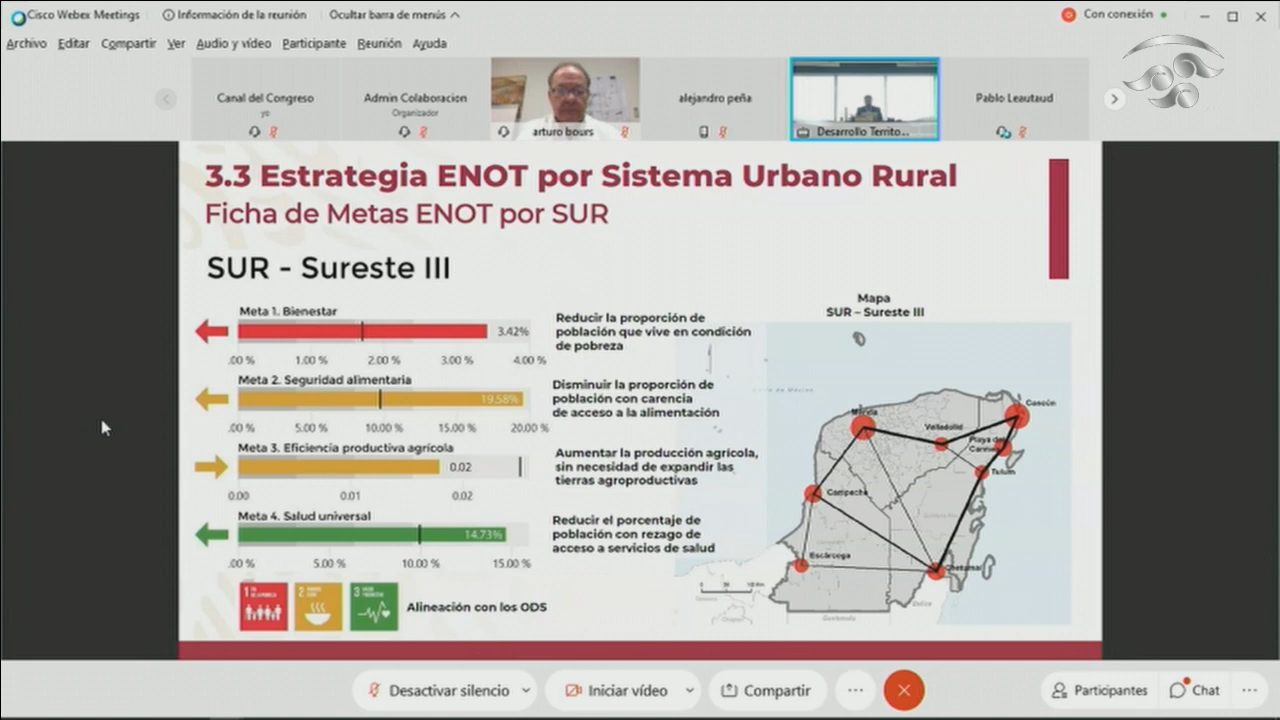 Cisco Webex Meetings
Información de la reunión
Ocultar barra de menús
Con conexión
Archivo Editar Compartir Ver Audio y vídeo Participante Reunión Ayuda
Canal del Congreso
yo
Admin Colaboracion
Organizador
arturo bours
alejandro peña
Desarrollo Territo...
Pablo Leautaud
3.3 Estrategia ENOT por Sistema Urbano Rural
Ficha de Metas ENOT por SUR
SUR - Sureste III
Meta 1. Bienestar
3.42%
.00 % 1.00 % 2.00 % 3.00 % 4.00 %
Reducir la proporción de
población que vive en condición
de pobreza
Meta 2. Seguridad alimentaria
19.58%
.00 % 5.00 % 10.00 % 15.00 % 20.00 %
Disminuir la proporción de
población con carencia
de acceso a la alimentación
Meta 3. Eficiencia productiva agrícola
0.02
0.00 0.01 0.02
Aumentar la producción agrícola,
sin necesidad de expandir las
tierras agroproductivas
Meta 4. Salud universal
14.73%
.00 % 5.00 % 10.00 % 15.00 %
Reducir el porcentaje de
población con rezago de
acceso a servicios de salud
1
2
3
Alineación con los ODS
Mapa
SUR – Sureste III
Cancún
Mérida
Valladolid
Playa del
Carmen
Tulum
Campeche
Escárcega
Chetumal
Belize
Guatemala
Desactivar silencio
Iniciar vídeo
Compartir
Participantes
Chat